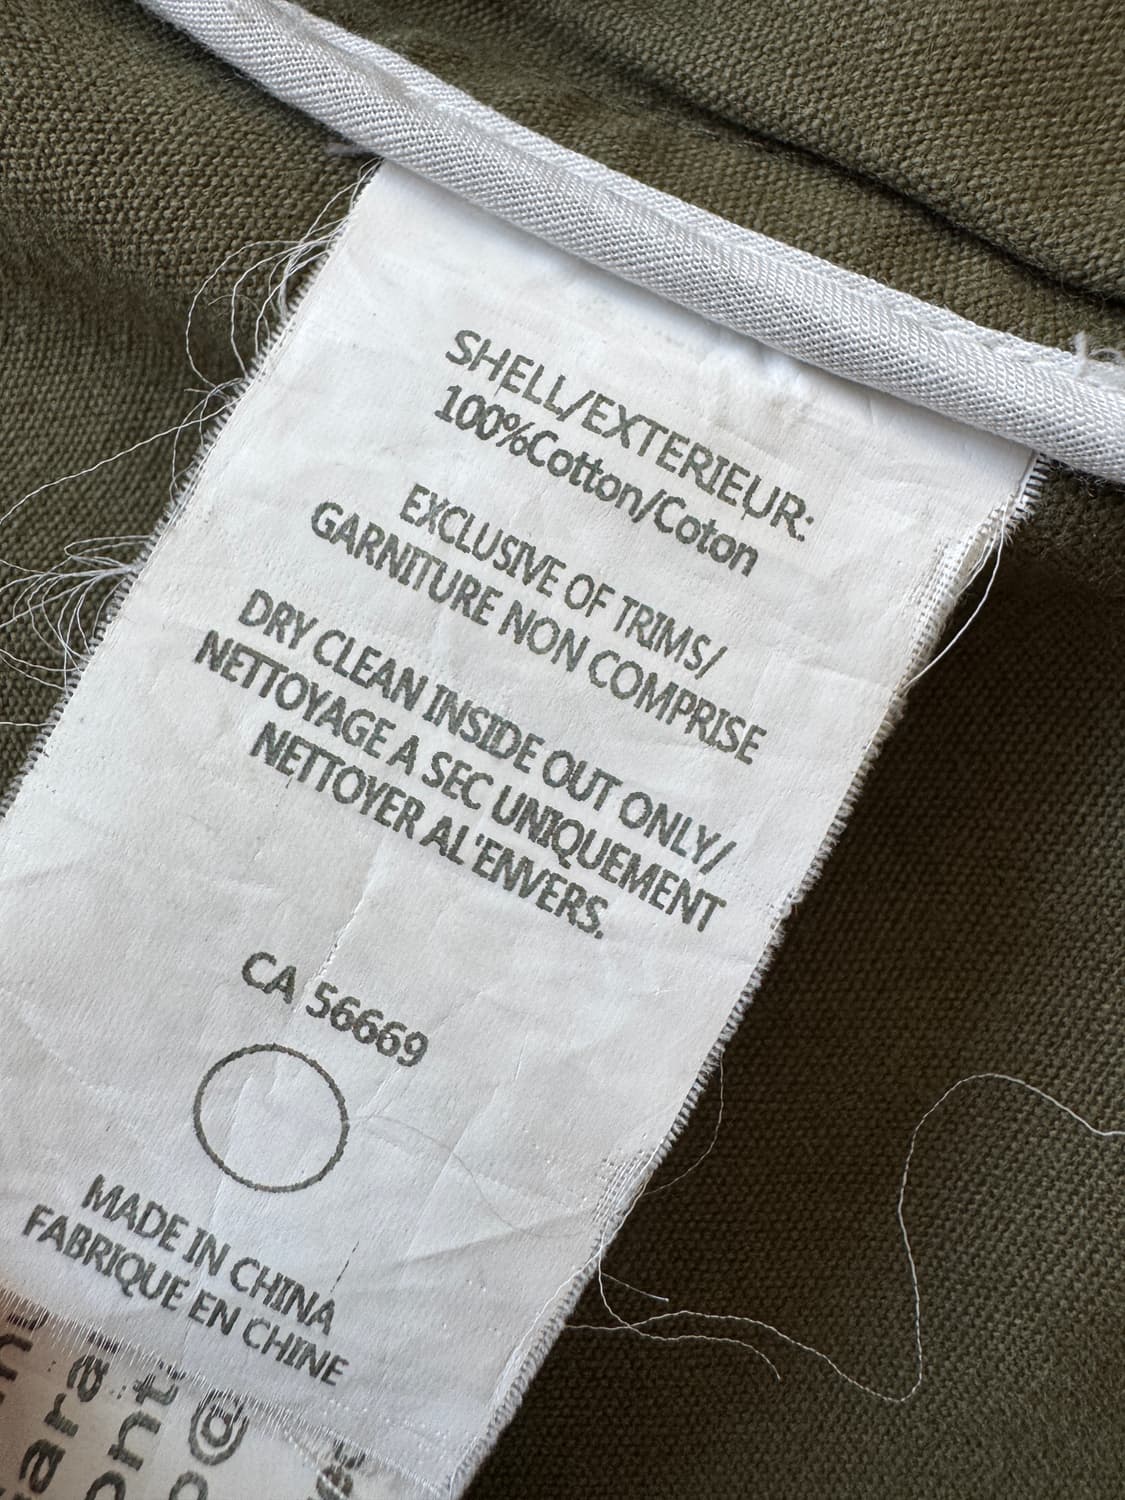 SHELL/EXTERIEUR:
100%Cotton/Coton
EXCLUSIVE OF TRIMS/
GARNITURE NON COMPRISE
DRY CLEAN INSIDE OUT ONLY/
NETTOYAGE A SEC UNIQUEMENT
NETTOYER AL'ENVERS.
CA 56669
MADE IN CHINA
FABRIQUE EN CHINE